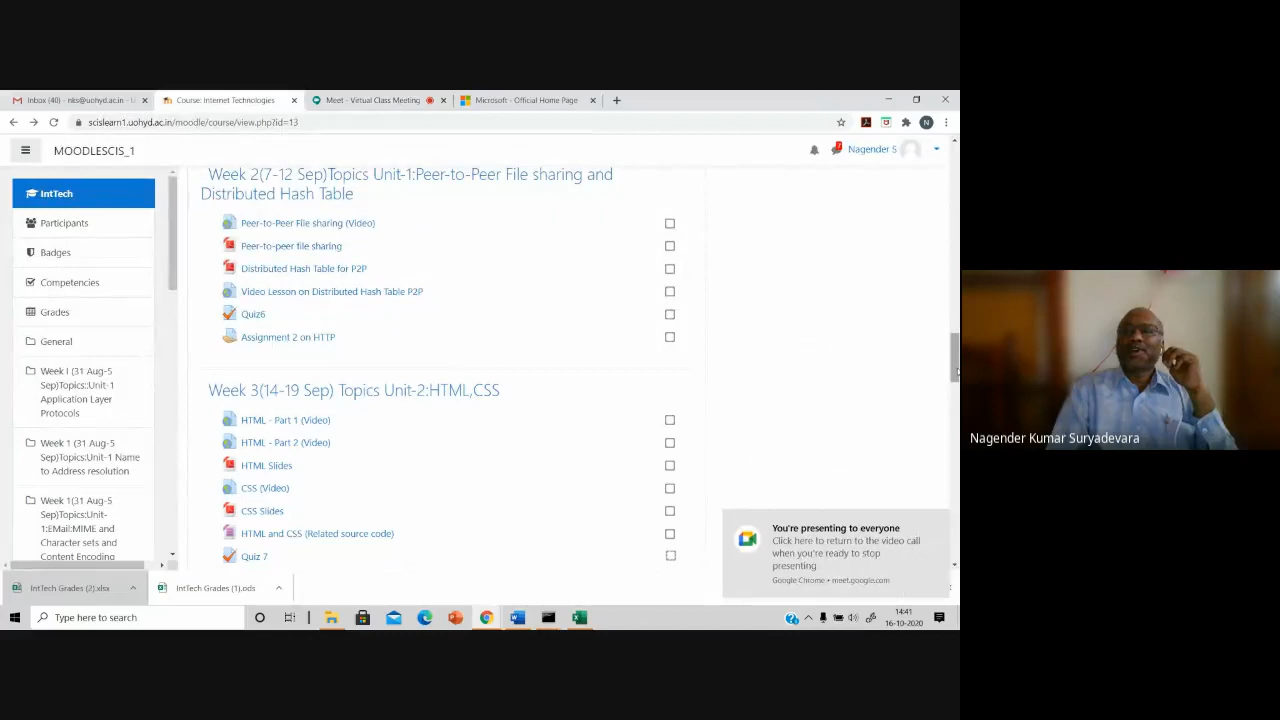 Inbox (40) - nks@uohyd.ac.in - U
Course: Internet Technologies
Meet - Virtual Class Meeting
Microsoft - Official Home Page
scislearn1.uohyd.ac.in/moodle/course/view.php?id=13
N
MOODLESCIS_1
Nagender S
IntTech
Participants
Badges
Competencies
Grades
General
Week I (31 Aug-5
Sep)Topics::Unit-1
Application Layer
Protocols
Week 1 (31 Aug-5
Sep)Topics:Unit-1 Name
to Address resolution
Week 1(31 Aug-5
Sep)Topics:Unit-
1:EMail:MIME and
Character sets and
Content Encoding
Week 2(7-12 Sep)Topics Unit-1:Peer-to-Peer File sharing and
Distributed Hash Table
Peer-to-Peer File sharing (Video)
Peer-to-peer file sharing
Distributed Hash Table for P2P
Video Lesson on Distributed Hash Table P2P
Quiz6
Assignment 2 on HTTP
Week 3(14-19 Sep) Topics Unit-2:HTML,CSS
HTML - Part 1 (Video)
HTML - Part 2 (Video)
HTML Slides
CSS (Video)
CSS Slides
HTML and CSS (Related source code)
Quiz 7
You're presenting to everyone
Click here to return to the video call
when you're ready to stop
presenting
Google Chrome • meet.google.com
IntTech Grades (2).xlsx
IntTech Grades (1).ods
Type here to search
14:41
16-10-2020
Nagender Kumar Suryadevara